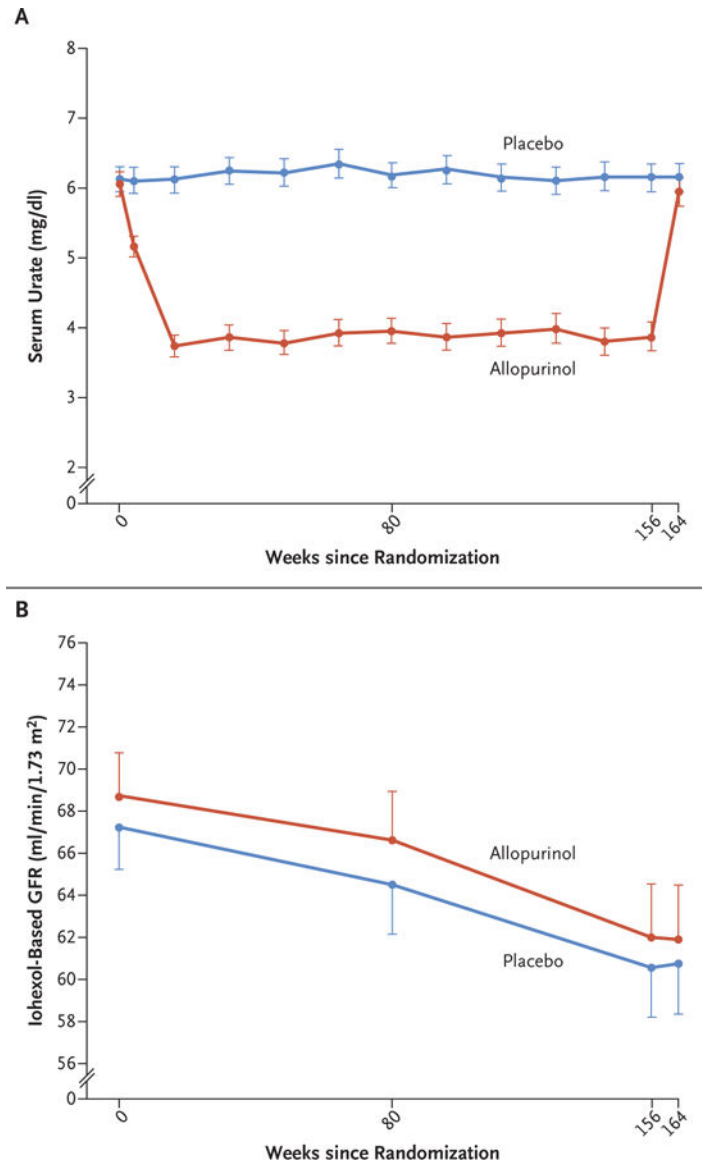 A
8
7
6
5
4
3
2
0
Serum Urate (mg/dl)
Placebo
Allopurinol
0
80
156
164
Weeks since Randomization
B
76
74
72
70
68
66
64
62
60
58
56
0
Iohexol-Based GFR (ml/min/1.73 m²)
Allopurinol
Placebo
0
80
156
164
Weeks since Randomization